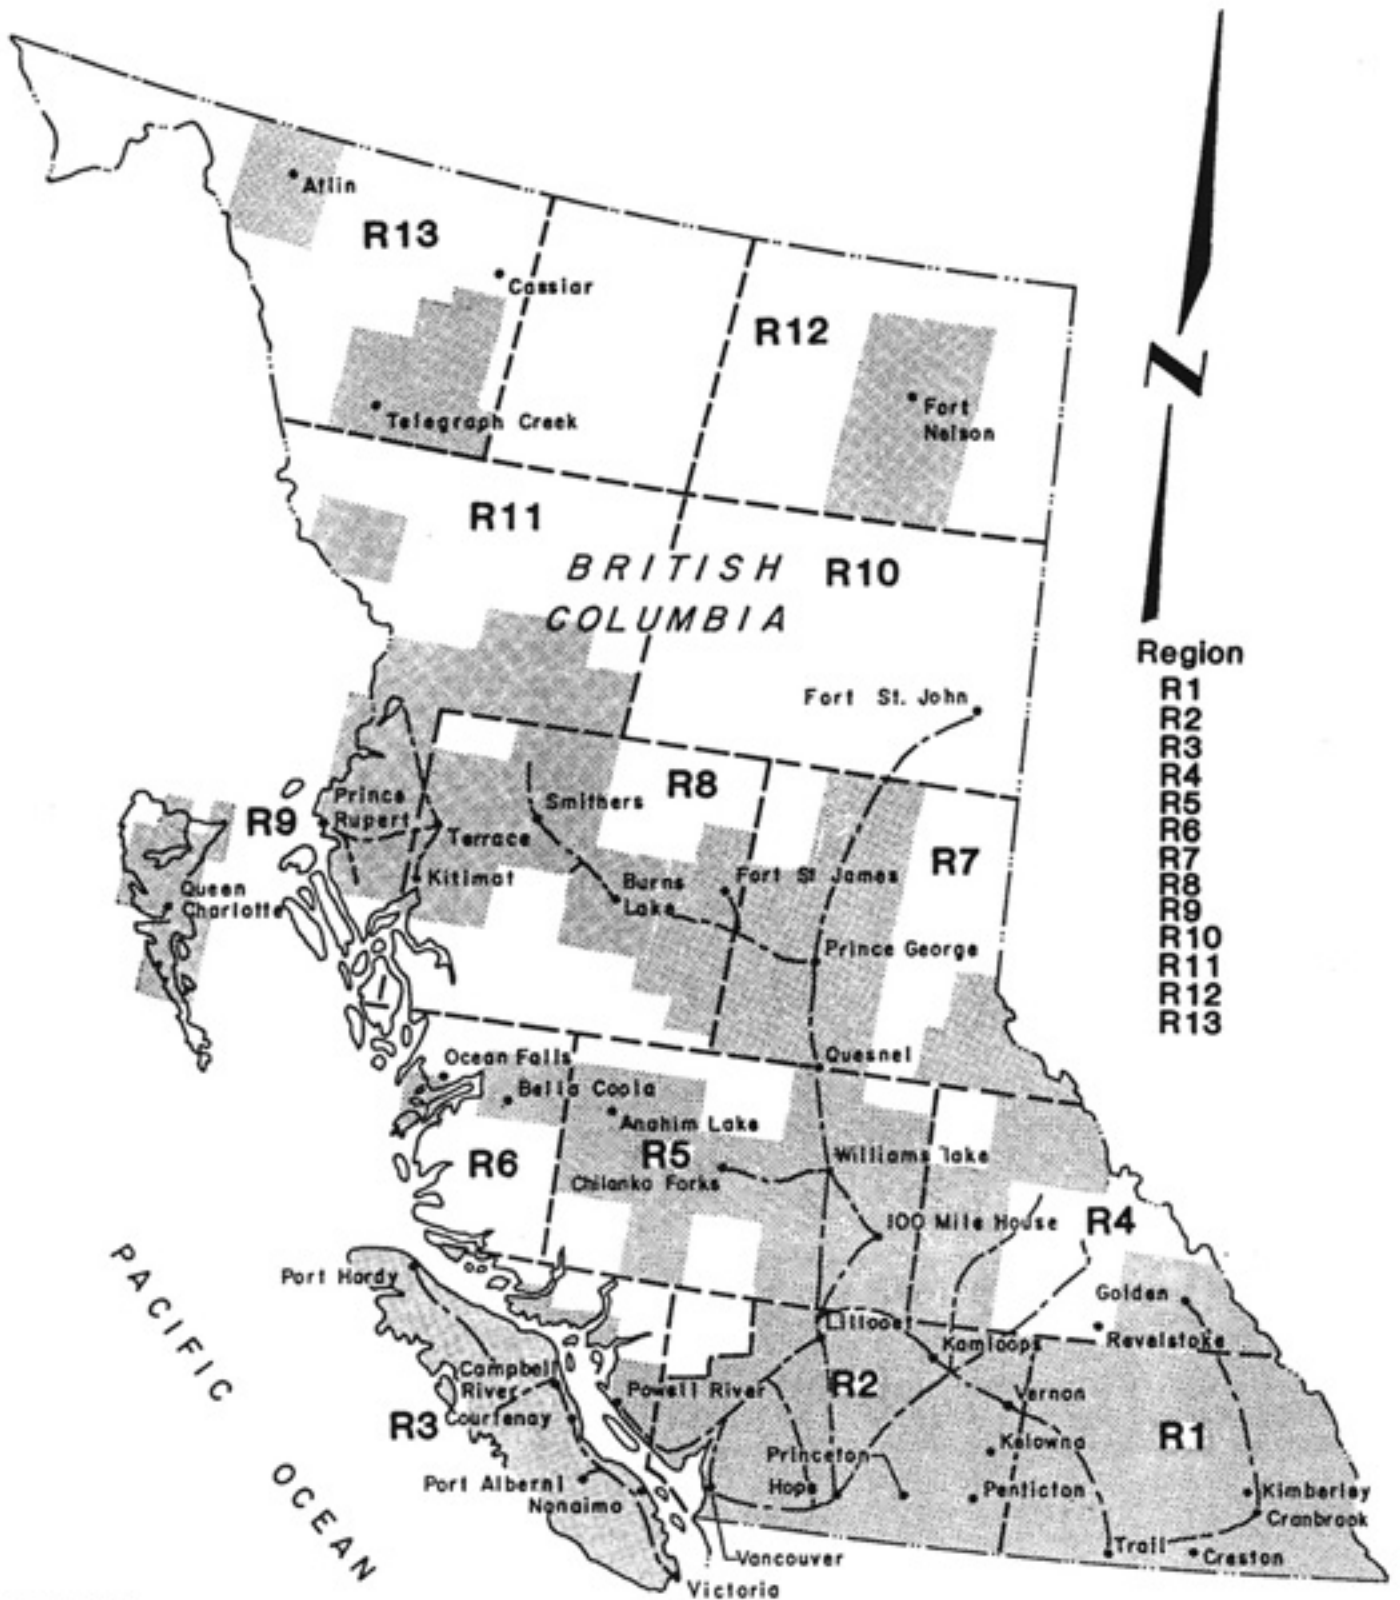 Atlin
R13
Cassiar
R12
Fort
Nelson
Telegraph Creek
R11
BRITISH
COLUMBIA
R10
N
Region
R1
R2
R3
R4
R5
R6
R7
R8
R9
R10
R11
R12
R13
Fort St. John
R8
Prince
Rupert
R9
Smithers
Terrace
R7
Kitimat
Burns
Lake
Fort St James
Queen
Charlotte
Prince George
Quesnel
Ocean Falls
Bella Coola
Anahim Lake
R6
R5
Williams lake
Chilanko Forks
100 Mile House
R4
PACIFIC
OCEAN
Port Hardy
Golden
Lillooet
Revelstoke
Kamloops
Campbell
River
Powell River
R2
Vernon
R3
Courtenay
R1
Kelowna
Princeton
Port Alberni
Hope
Penticton
Kimberley
Nanaimo
Cranbrook
Trail
Creston
Vancouver
Victoria